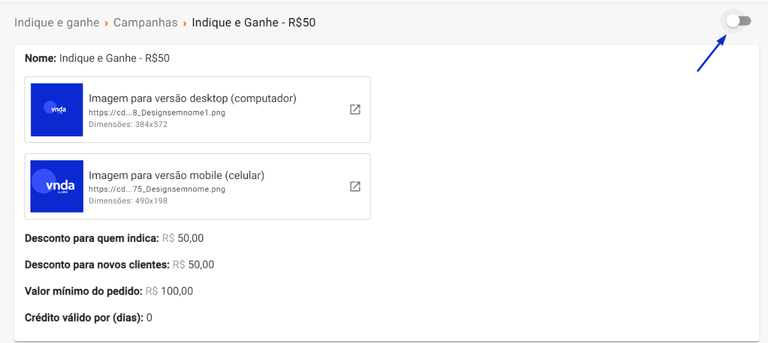 Indique e ganhe › Campanhas › Indique e Ganhe - R$50
Nome: Indique e Ganhe - R$50
vnda
Imagem para versão desktop (computador)
https://cd...8_Designsemnome1.png
Dimensões: 384x572
vnda
Imagem para versão mobile (celular)
https://cd...75_Designsemnome.png
Dimensões: 490x198
Desconto para quem indica: R$ 50,00
Desconto para novos clientes: R$ 50,00
Valor mínimo do pedido: R$ 100,00
Crédito válido por (dias): 0